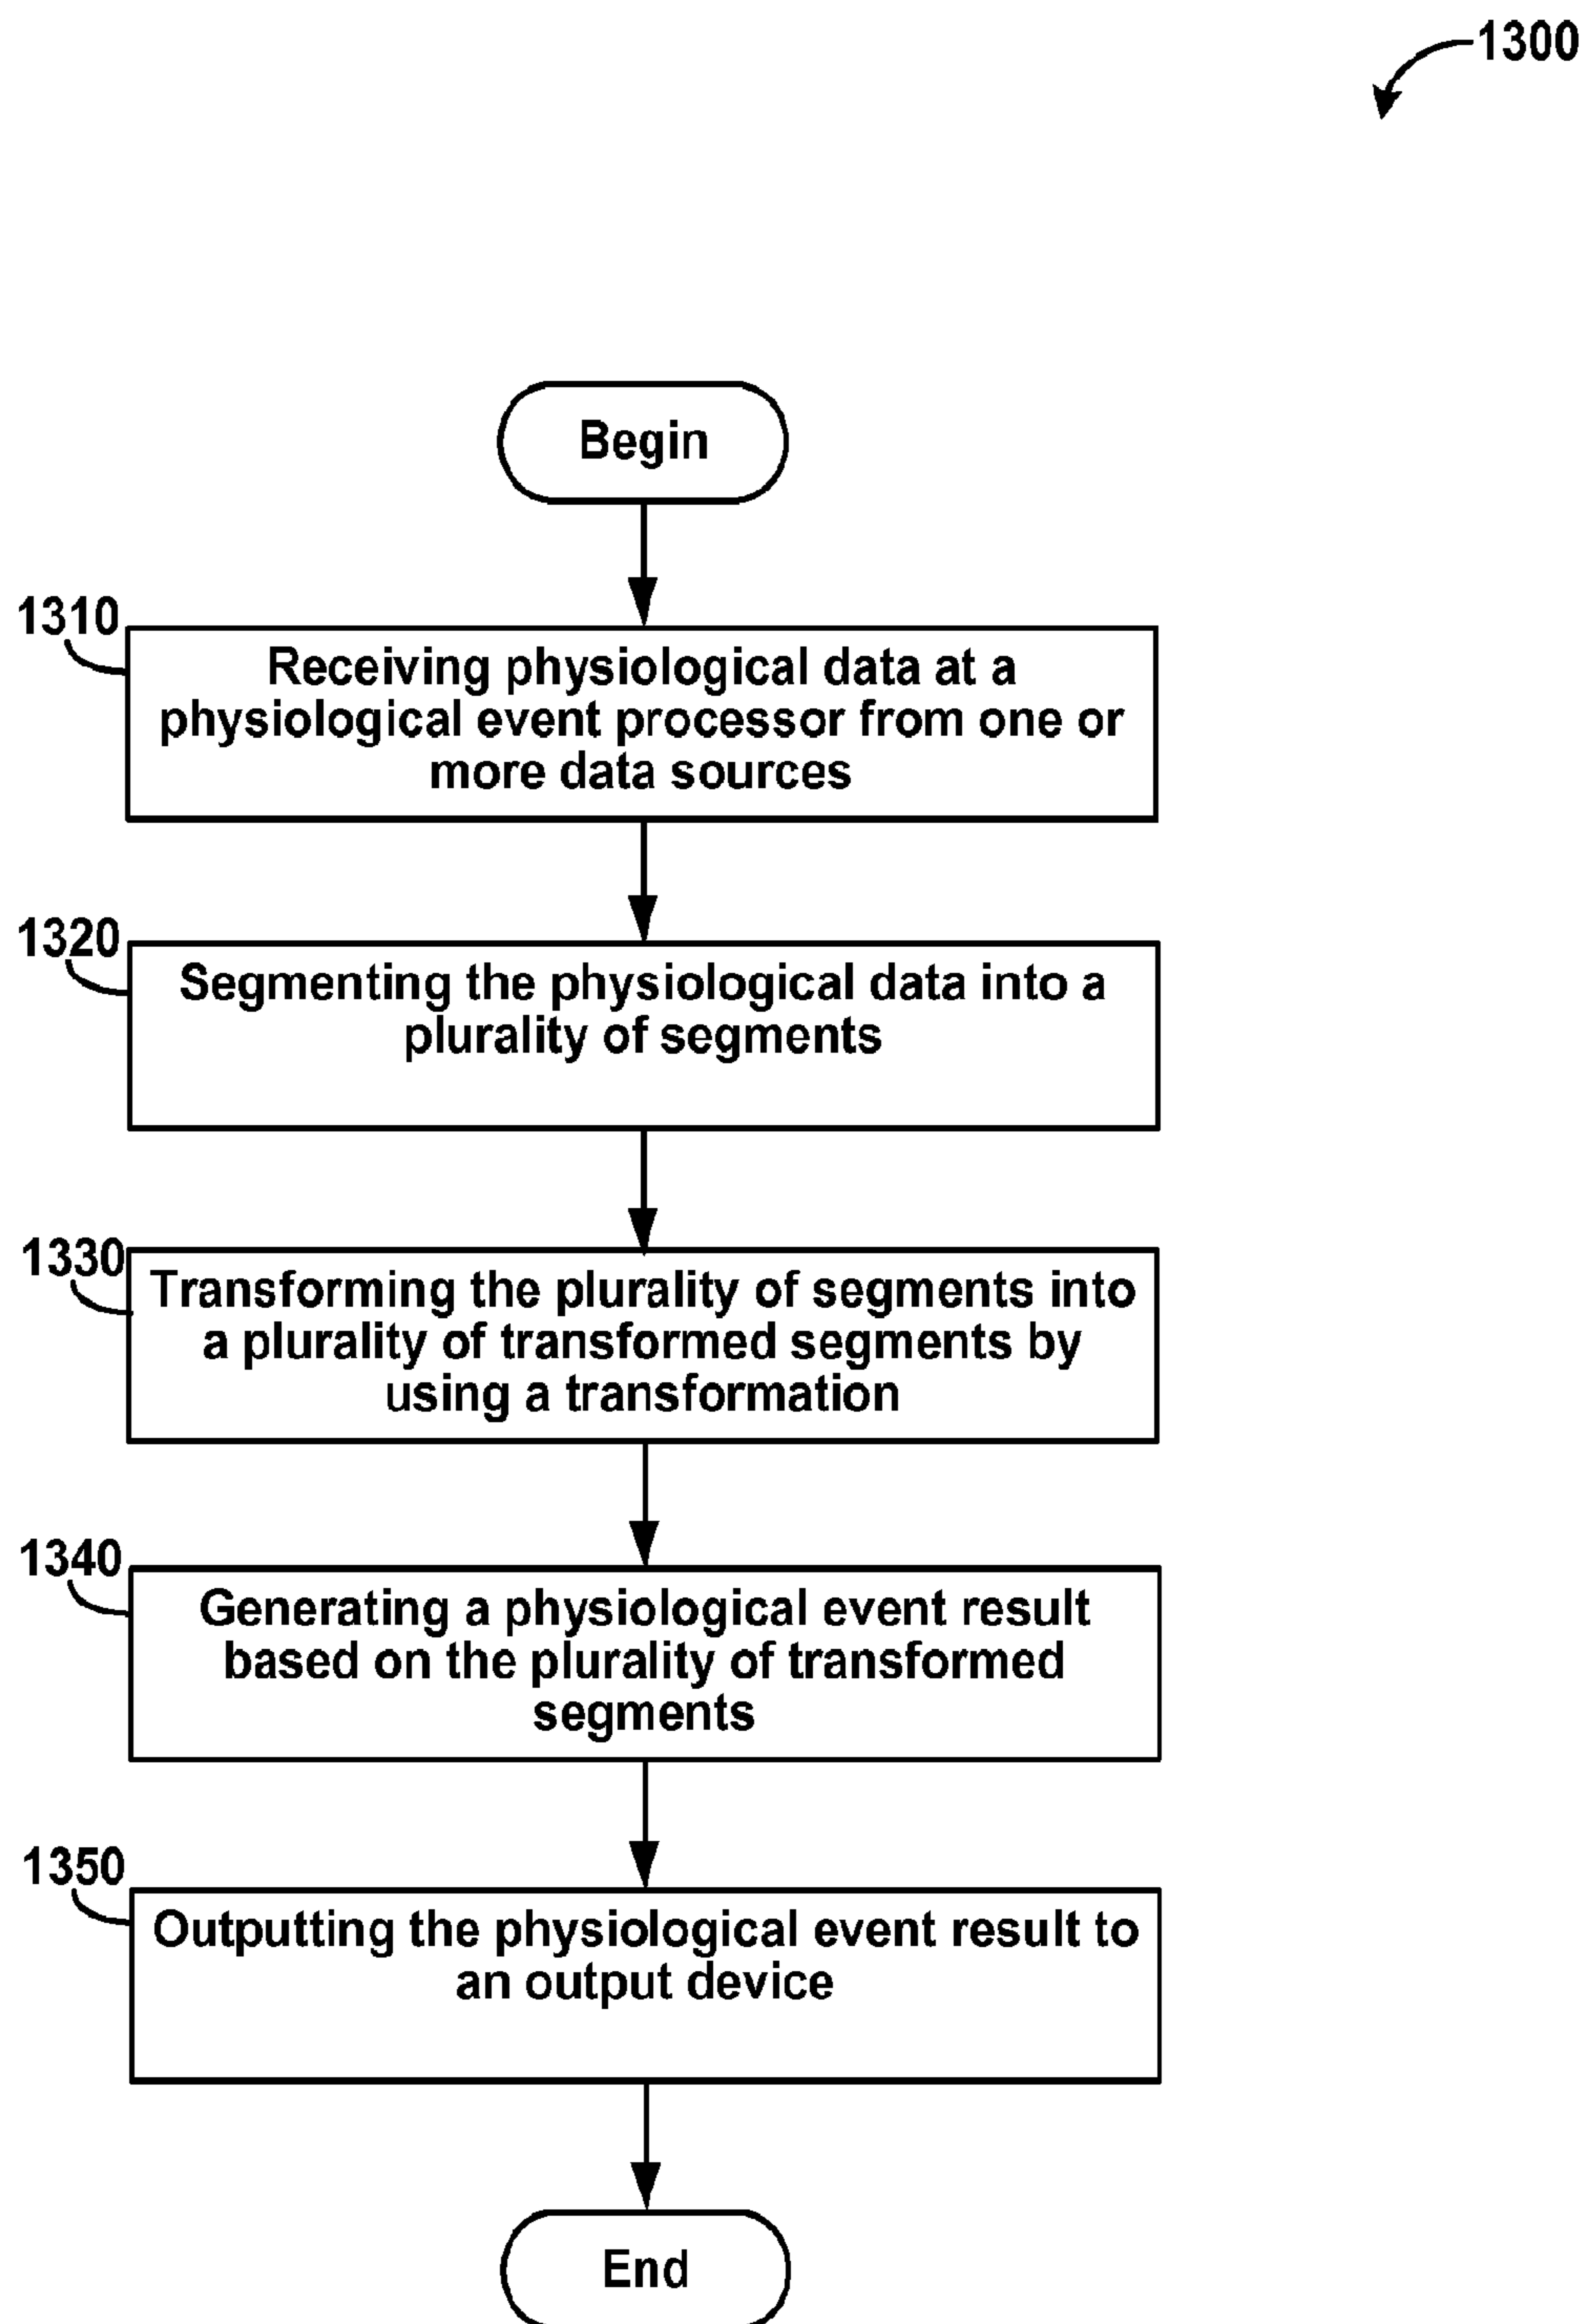 1300
Begin
1310
Receiving physiological data at a
physiological event processor from one or
more data sources
1320
Segmenting the physiological data into a
plurality of segments
1330
Transforming the plurality of segments into
a plurality of transformed segments by
using a transformation
1340
Generating a physiological event result
based on the plurality of transformed
segments
1350
Outputting the physiological event result to
an output device
End